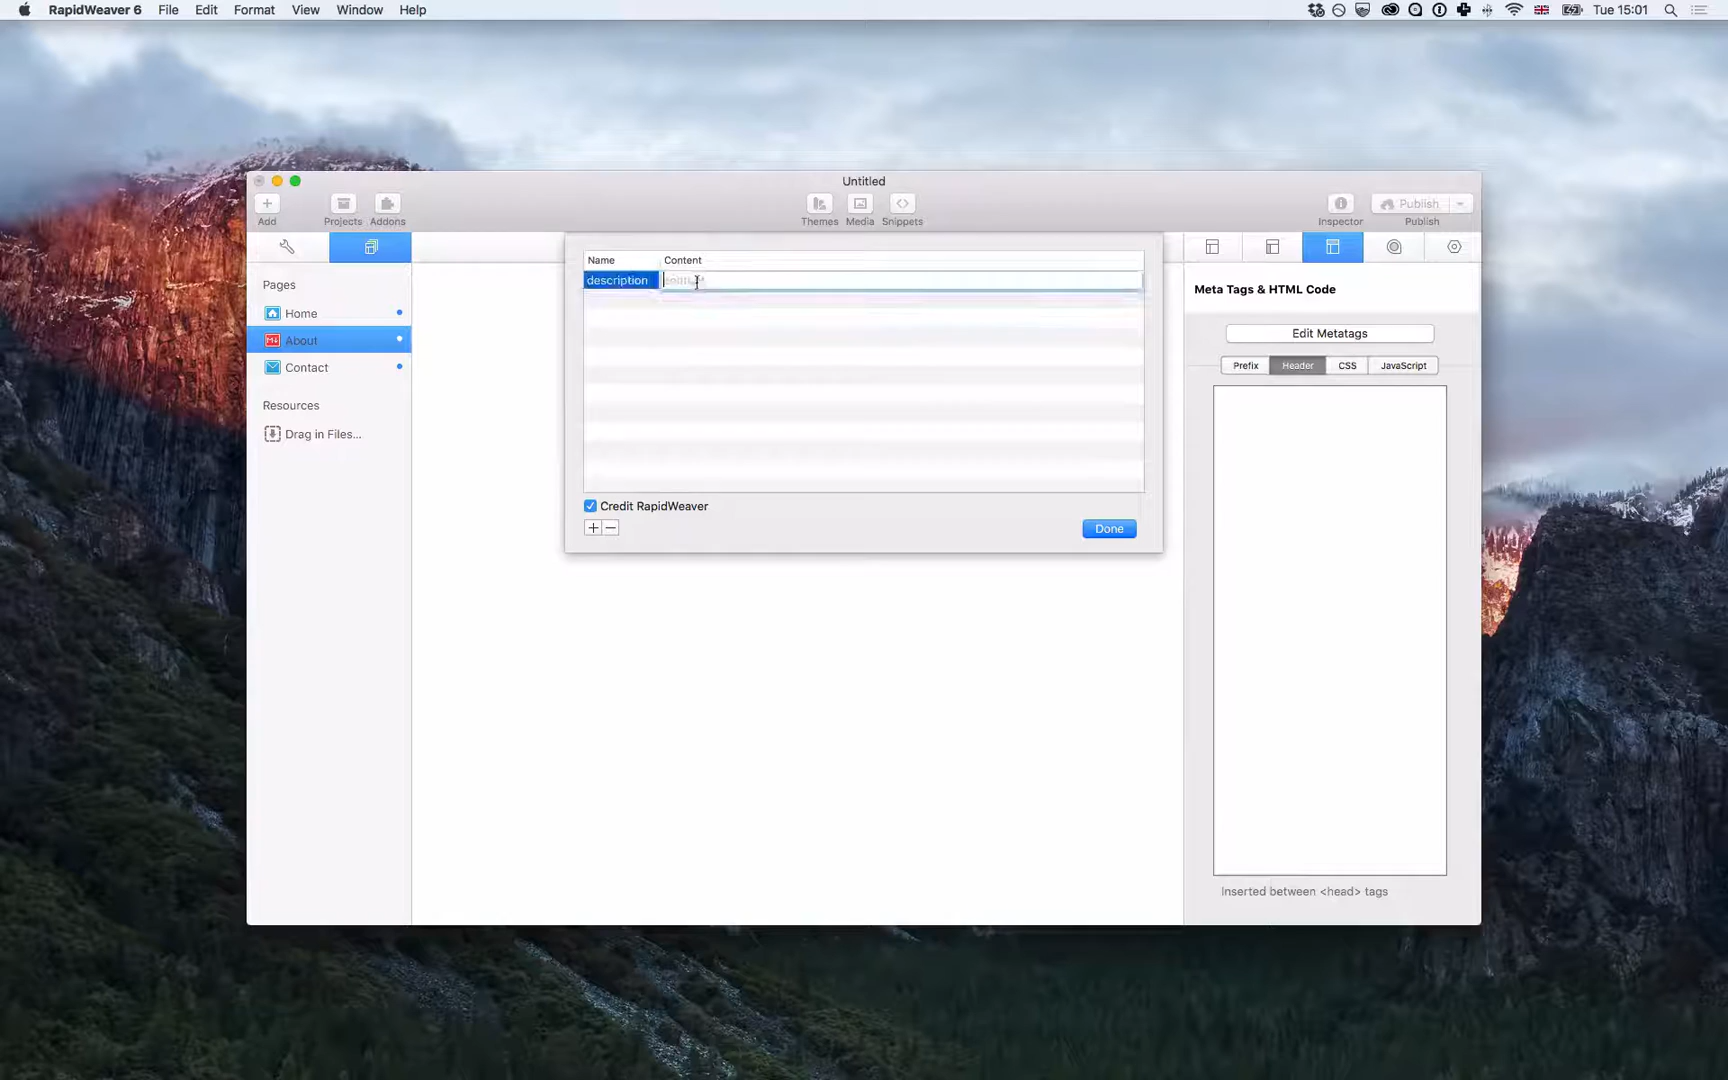 RapidWeaver 6 File Edit Format View Window Help Tue 15:01
Untitled
Add Projects Addons Themes Media Snippets Inspector Publish
Publish
Name Content
description
Credit RapidWeaver
Done
Pages
Home
About
Contact
Resources
Drag in Files...
Meta Tags & HTML Code
Edit Metatags
Prefix Header CSS JavaScript
Inserted between <head> tags